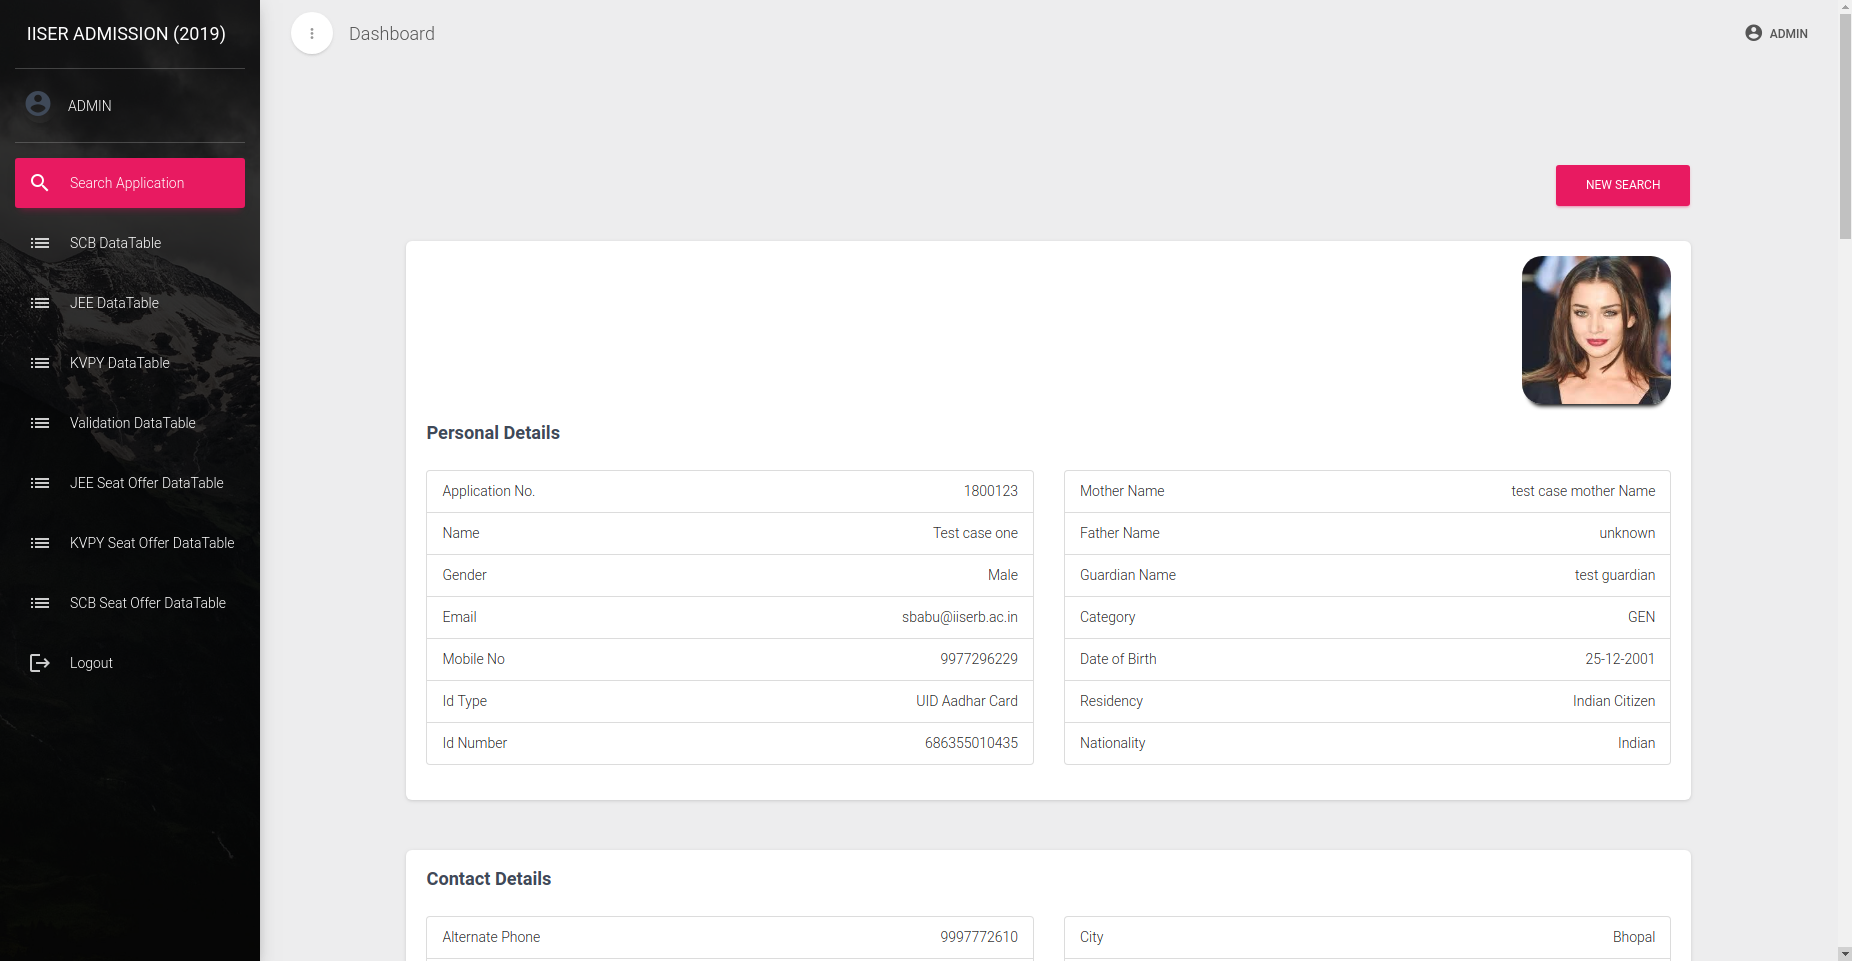 IISER ADMISSION (2019)
ADMIN
Search Application
SCB DataTable
JEE DataTable
KVPY DataTable
Validation DataTable
JEE Seat Offer DataTable
KVPY Seat Offer DataTable
SCB Seat Offer DataTable
Logout
Dashboard
ADMIN
NEW SEARCH
Personal Details
Application No. 1800123
Name Test case one
Gender Male
Email sbabu@iiserb.ac.in
Mobile No 9977296229
Id Type UID Aadhar Card
Id Number 686355010435
Mother Name test case mother Name
Father Name unknown
Guardian Name test guardian
Category GEN
Date of Birth 25-12-2001
Residency Indian Citizen
Nationality Indian
Contact Details
Alternate Phone 9997772610
City Bhopal